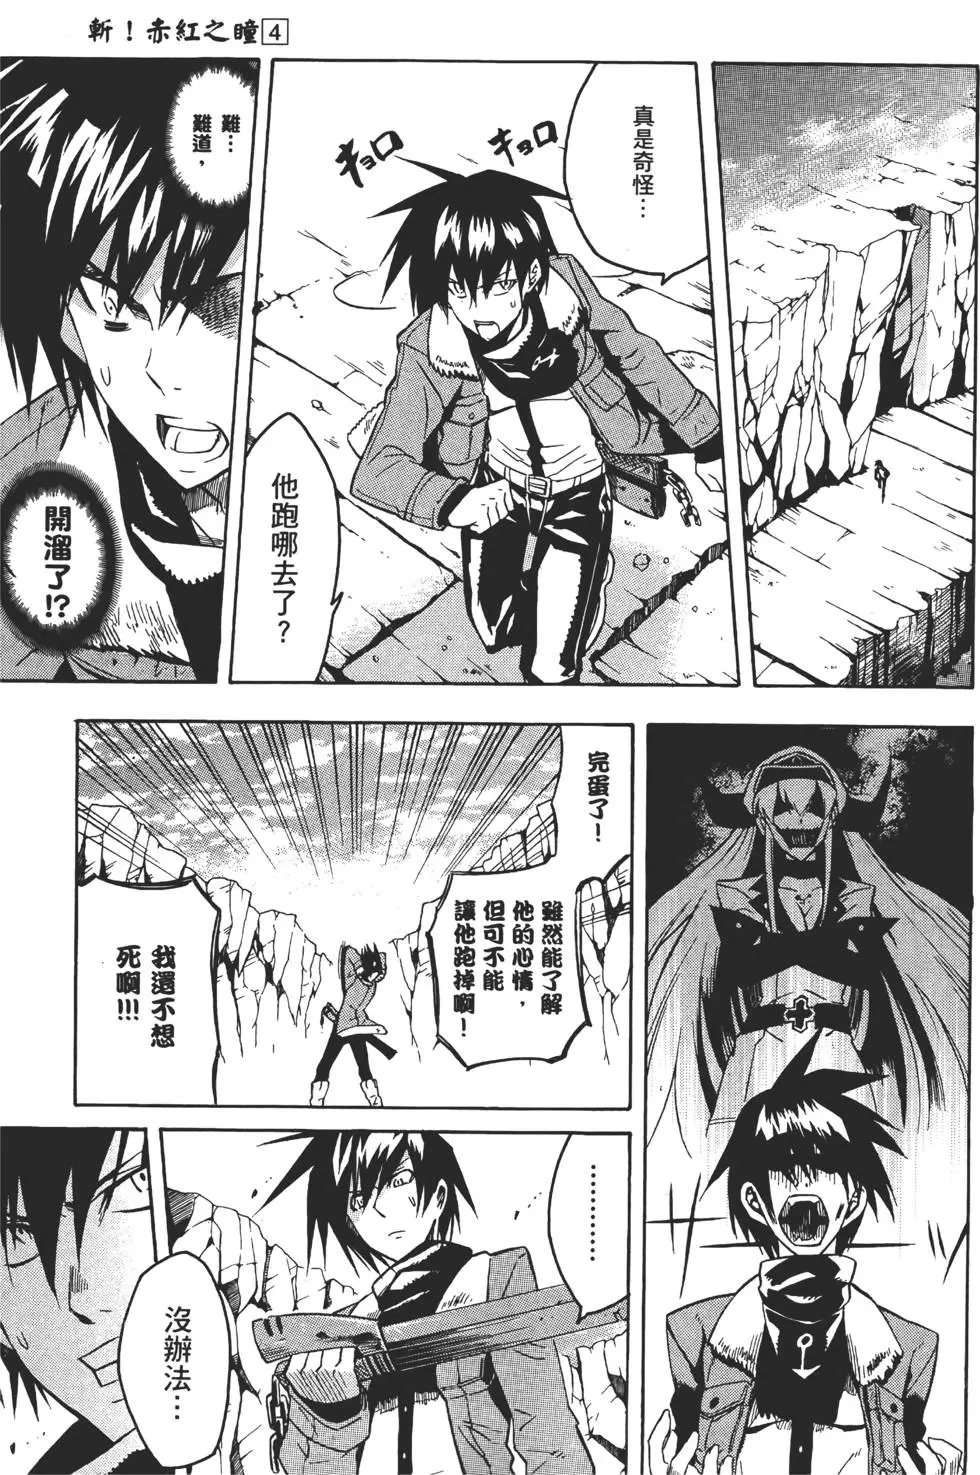 斬！赤紅之瞳4
真是奇怪…
キョロ
キョロ
他跑哪去了？
難…
難道，
開溜了!?
完蛋了！
雖然能了解
他的心情，
但可不能
讓他跑掉啊！
我還不想
死啊!!!
…………
沒辦法…